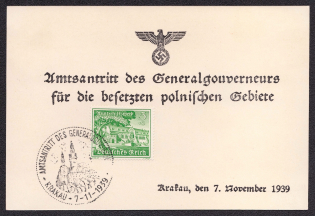 Amtsantritt des Generalgouverneurs
für die besetzten polnischen Gebiete
Deutsches Reich
AMTSANTRITT DES GENERAL
KRAKAU - 7-11-1939
Krakau, den 7. November 1939